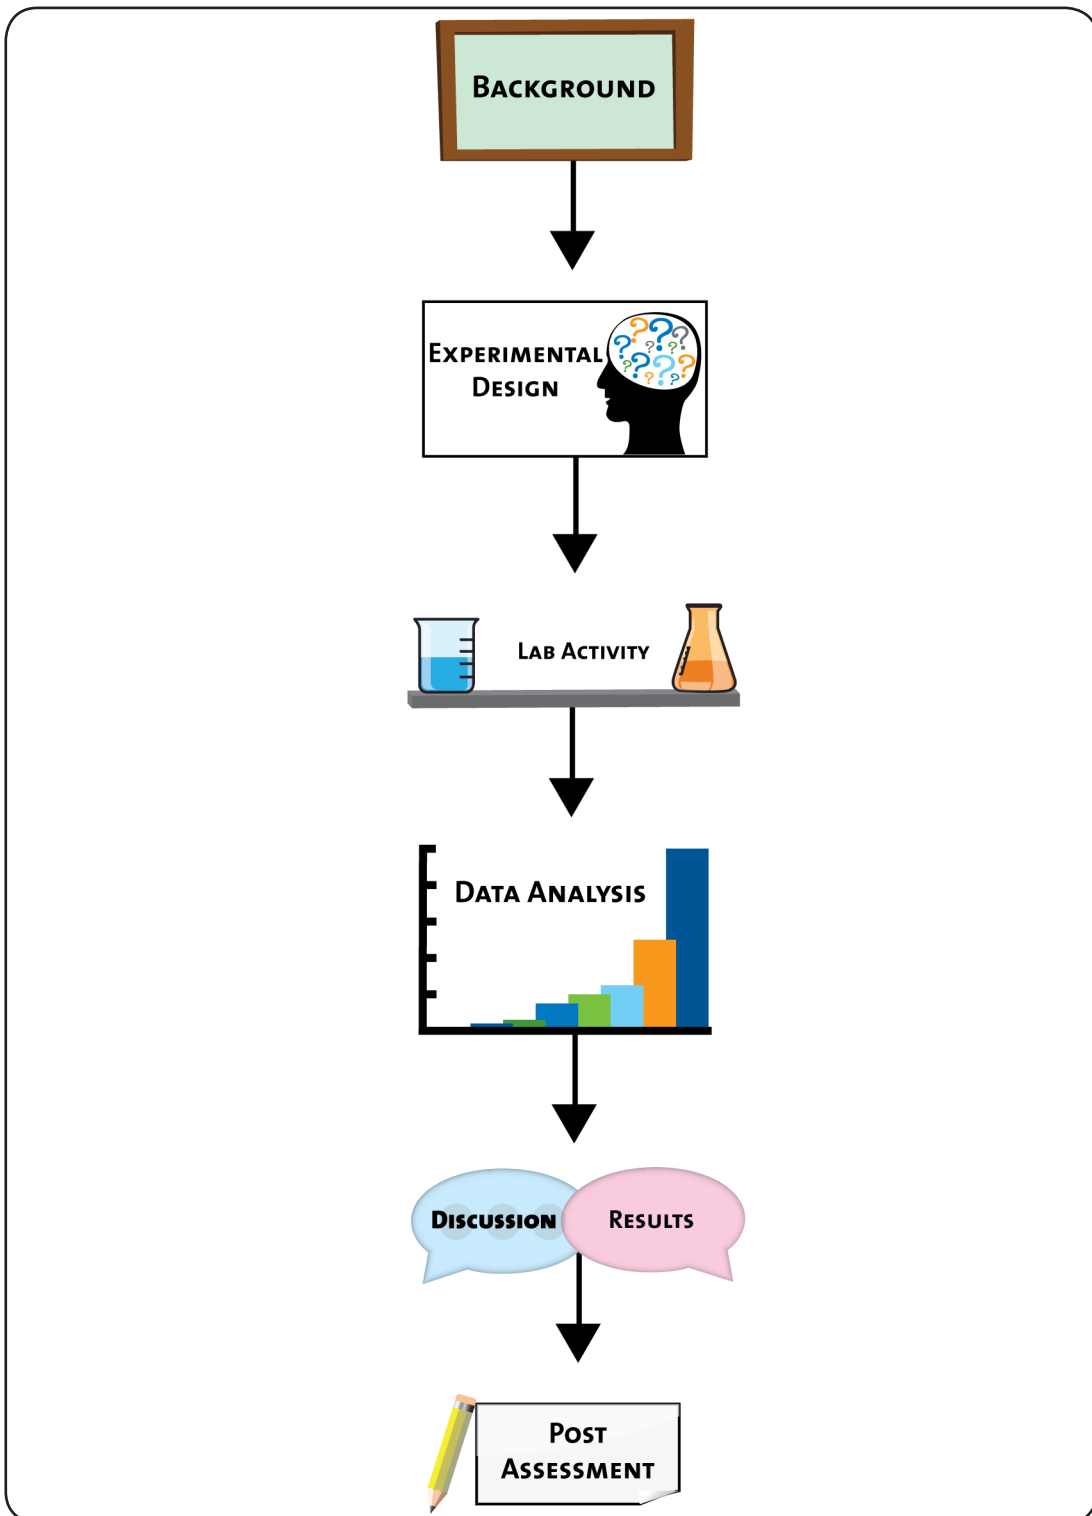 BACKGROUND
EXPERIMENTAL
DESIGN
LAB ACTIVITY
DATA ANALYSIS
DISCUSSION
RESULTS
POST
ASSESSMENT